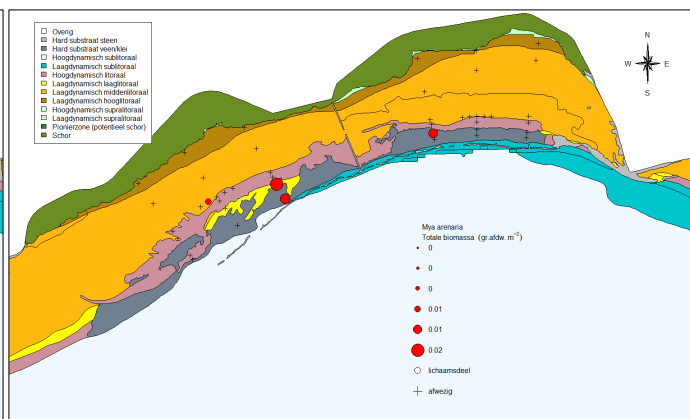 Overig
Hard substraat steen
Hard substraat veen/klei
Hoogdynamisch sublitoraal
Laagdynamisch sublitoraal
Hoogdynamisch litoraal
Laagdynamisch laaglitoraal
Laagdynamisch middenlitoraal
Laagdynamisch hooglitoraal
Hoogdynamisch supralitoraal
Laagdynamisch supralitoraal
Pionierzone (potentieel schor)
Schor
N
W E
S
Mya arenaria
Totale biomassa (gr.afdw. m⁻²)
0
0
0
0.01
0.01
0.02
lichaamsdeel
afwezig